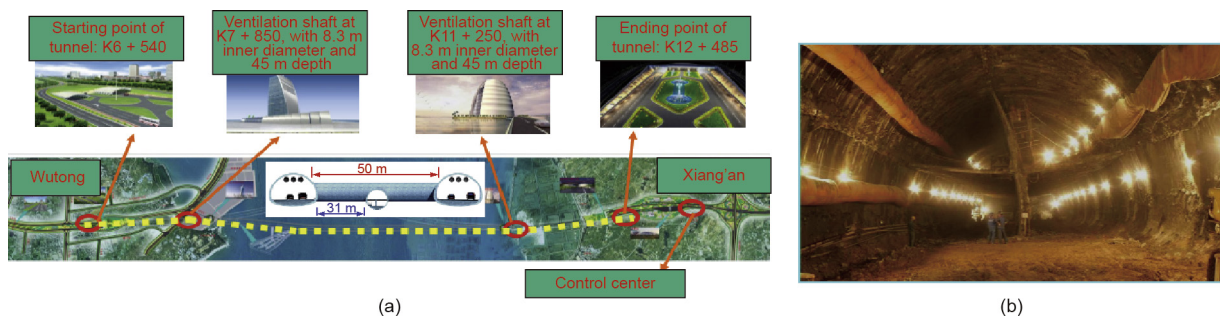 Starting point of
tunnel: K6 + 540
Ventilation shaft at
K7 + 850, with 8.3 m
inner diameter and
45 m depth
Ventilation shaft at
K11 + 250, with
8.3 m inner diameter
and 45 m depth
Ending point of
tunnel: K12 + 485
Wutong
50 m
31 m
Xiang'an
Control center
(a)
(b)